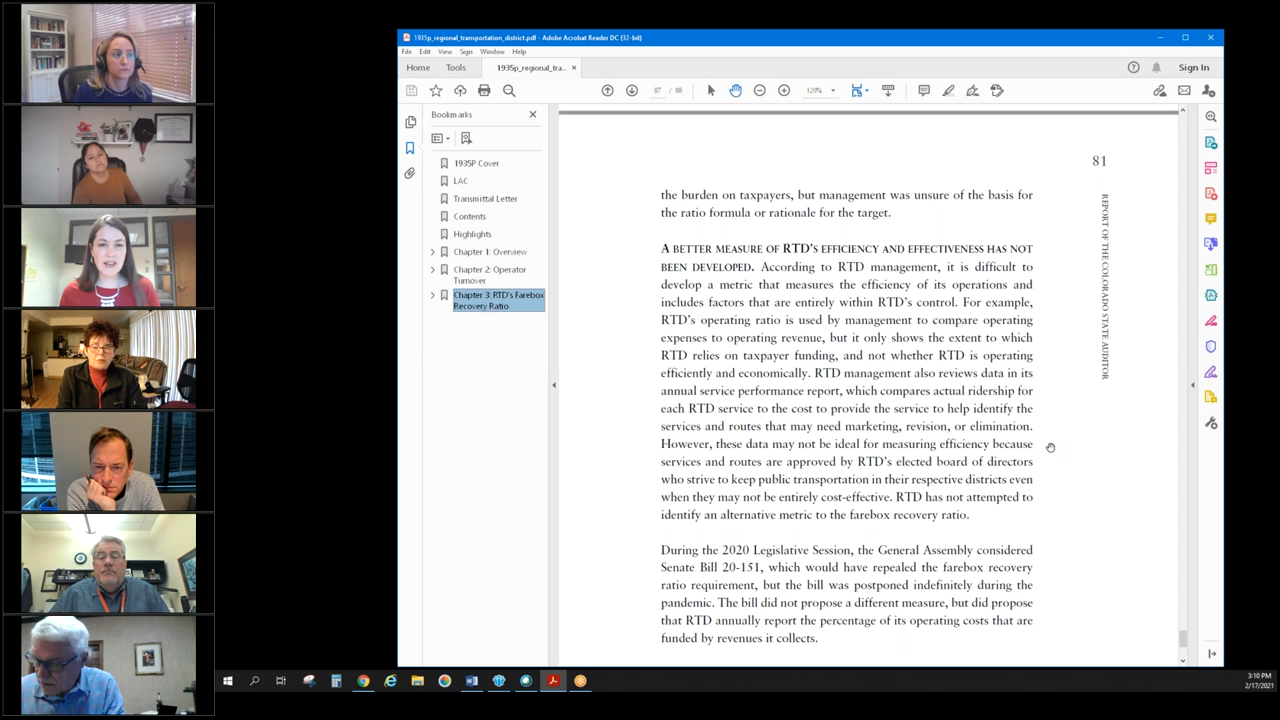 1935p_regional_transportation_district.pdf - Adobe Acrobat Reader DC (32-bit)
File Edit View Sign Window Help
Home Tools 1935p_regional_tra... × Sign In
87 / 88 120%
Bookmarks
1935P Cover
LAC
Transmittal Letter
Contents
Highlights
Chapter 1: Overview
Chapter 2: Operator
Turnover
Chapter 3: RTD's Farebox
Recovery Ratio
81
REPORT OF THE COLORADO STATE AUDITOR
the burden on taxpayers, but management was unsure of the basis for
the ratio formula or rationale for the target.
A BETTER MEASURE OF RTD'S EFFICIENCY AND EFFECTIVENESS HAS NOT
BEEN DEVELOPED. According to RTD management, it is difficult to
develop a metric that measures the efficiency of its operations and
includes factors that are entirely within RTD's control. For example,
RTD's operating ratio is used by management to compare operating
expenses to operating revenue, but it only shows the extent to which
RTD relies on taxpayer funding, and not whether RTD is operating
efficiently and economically. RTD management also reviews data in its
annual service performance report, which compares actual ridership for
each RTD service to the cost to provide the service to help identify the
services and routes that may need marketing, revision, or elimination.
However, these data may not be ideal for measuring efficiency because
services and routes are approved by RTD's elected board of directors
who strive to keep public transportation in their respective districts even
when they may not be entirely cost-effective. RTD has not attempted to
identify an alternative metric to the farebox recovery ratio.
During the 2020 Legislative Session, the General Assembly considered
Senate Bill 20-151, which would have repealed the farebox recovery
ratio requirement, but the bill was postponed indefinitely during the
pandemic. The bill did not propose a different measure, but did propose
that RTD annually report the percentage of its operating costs that are
funded by revenues it collects.
3:10 PM
2/17/2021